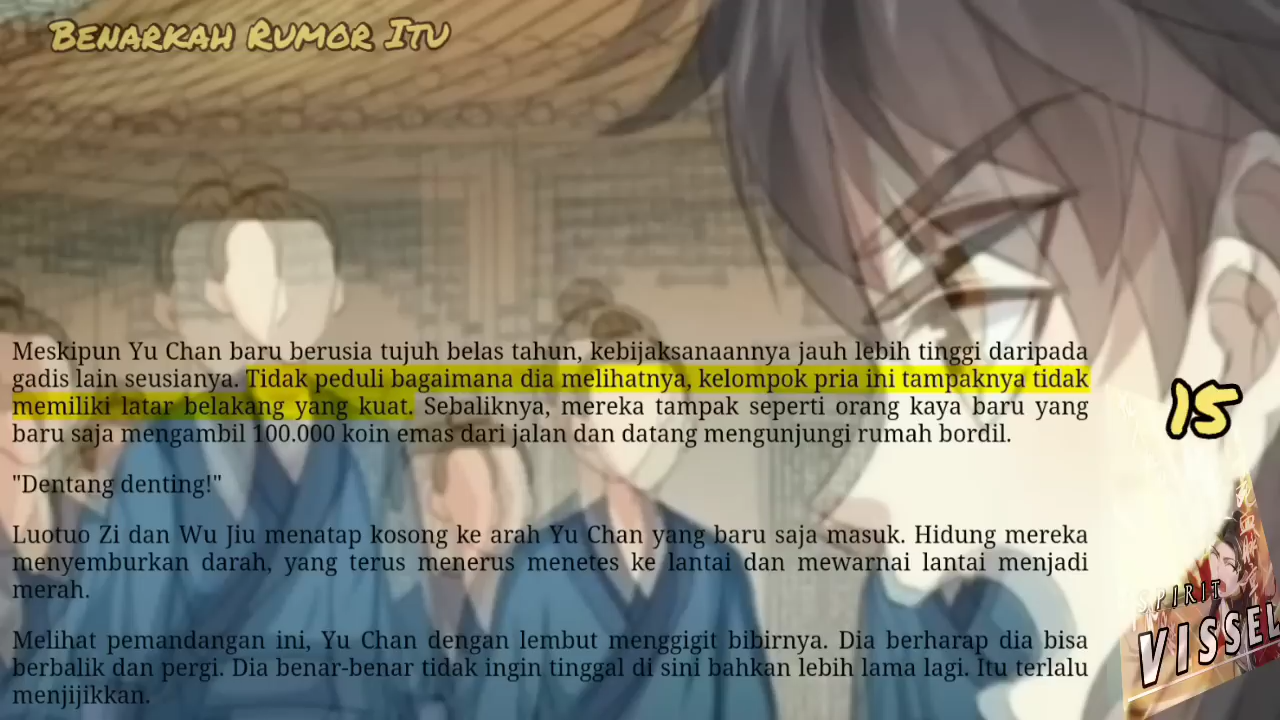 Benarkah Rumor Itu
Meskipun Yu Chan baru berusia tujuh belas tahun, kebijaksanaannya jauh lebih tinggi daripada
gadis lain seusianya. Tidak peduli bagaimana dia melihatnya, kelompok pria ini tampaknya tidak
memiliki latar belakang yang kuat. Sebaliknya, mereka tampak seperti orang kaya baru yang
baru saja mengambil 100.000 koin emas dari jalan dan datang mengunjungi rumah bordil.
"Dentang denting!"
Luotuo Zi dan Wu Jiu menatap kosong ke arah Yu Chan yang baru saja masuk. Hidung mereka
menyemburkan darah, yang terus menerus menetes ke lantai dan mewarnai lantai menjadi
merah.
Melihat pemandangan ini, Yu Chan dengan lembut menggigit bibirnya. Dia berharap dia bisa
berbalik dan pergi. Dia benar-benar tidak ingin tinggal di sini bahkan lebih lama lagi. Itu terlalu
menjijikkan.
15
SPIRIT
VISSEL